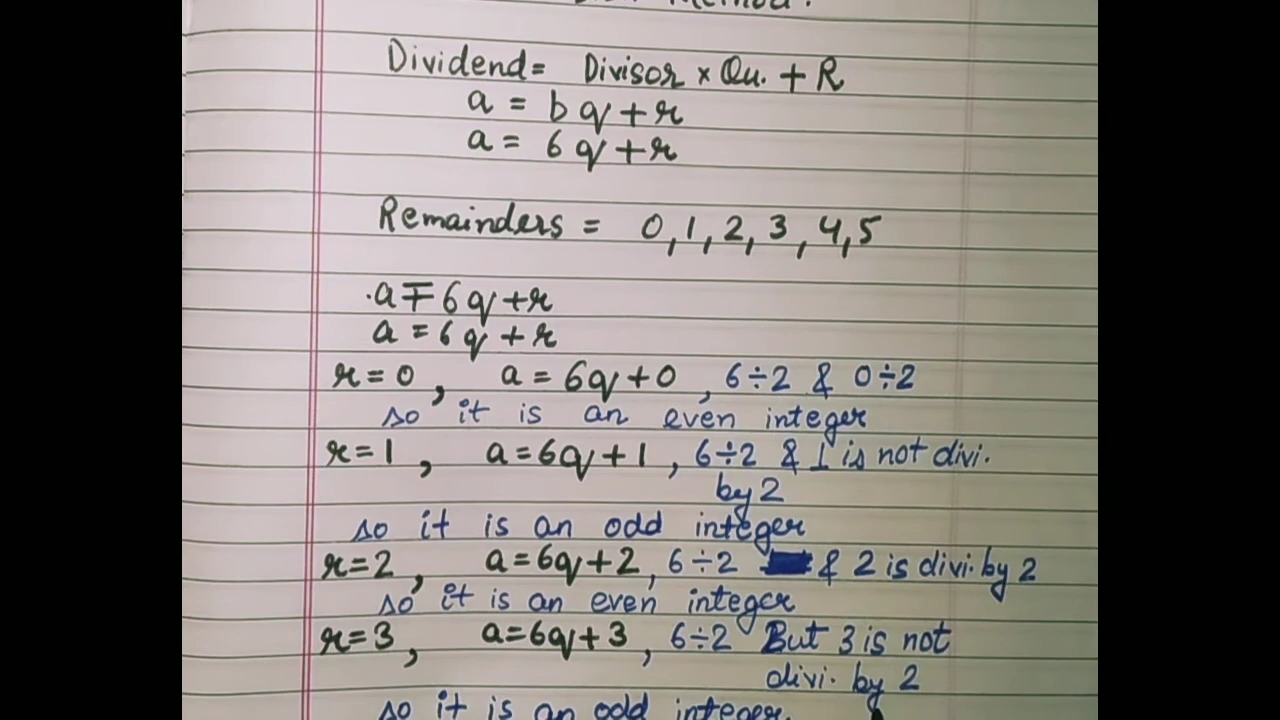 Method.
Dividend = Divisor × Qu. + R
a = bq + r
a = 6q + r
Remainders = 0, 1, 2, 3, 4, 5
a = 6q + r
a = 6q + r
r = 0, a = 6q + 0, 6÷2 & 0÷2
so it is an even integer
r = 1, a = 6q + 1, 6÷2 & 1 is not divi.
by 2
so it is an odd integer
r = 2, a = 6q + 2, 6÷2 & 2 is divi. by 2
so it is an even integer
r = 3, a = 6q + 3, 6÷2 But 3 is not
divi. by 2
so it is an odd integer.